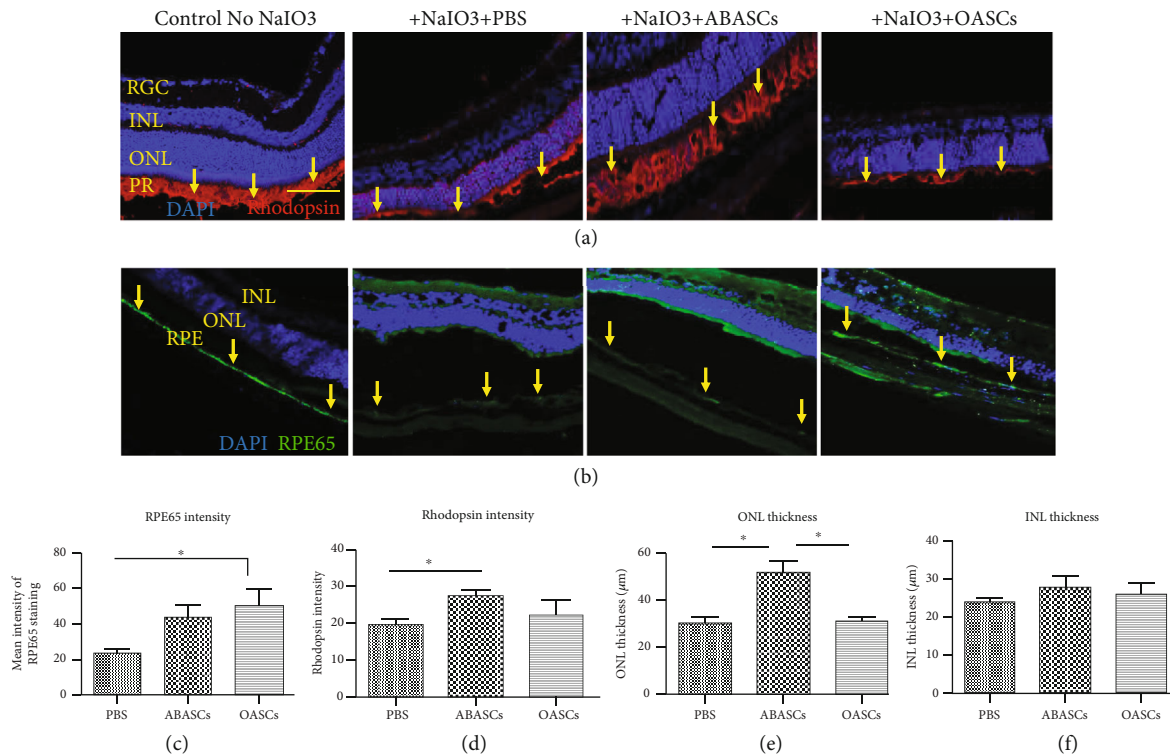 Control No NaIO3 +NaIO3+PBS +NaIO3+ABASCs +NaIO3+OASCs
RGC
INL
ONL
PR
DAPI Rhodopsin
(a)
INL
ONL
RPE
DAPI RPE65
(b)
RPE65 intensity
*
80
60
40
20
0
Mean intensity of
RPE65 staining
PBS ABASCs OASCs
(c)
Rhodopsin intensity
*
40
30
20
10
0
Rhodopsin intensity
PBS ABASCs OASCs
(d)
ONL thickness
* *
60
40
20
0
ONL thickness (μm)
PBS ABASCs OASCs
(e)
INL thickness
40
30
20
10
0
INL thickness (μm)
PBS ABASCs OASCs
(f)